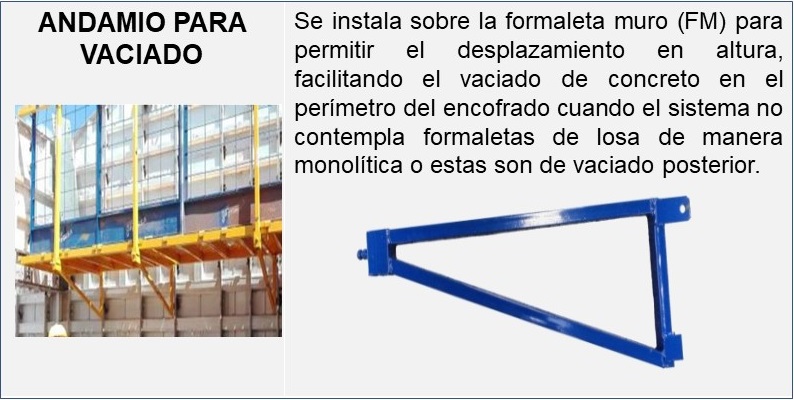 ANDAMIO PARA
VACIADO
Se instala sobre la formaleta muro (FM) para
permitir el desplazamiento en altura,
facilitando el vaciado de concreto en el
perímetro del encofrado cuando el sistema no
contempla formaletas de losa de manera
monolítica o estas son de vaciado posterior.